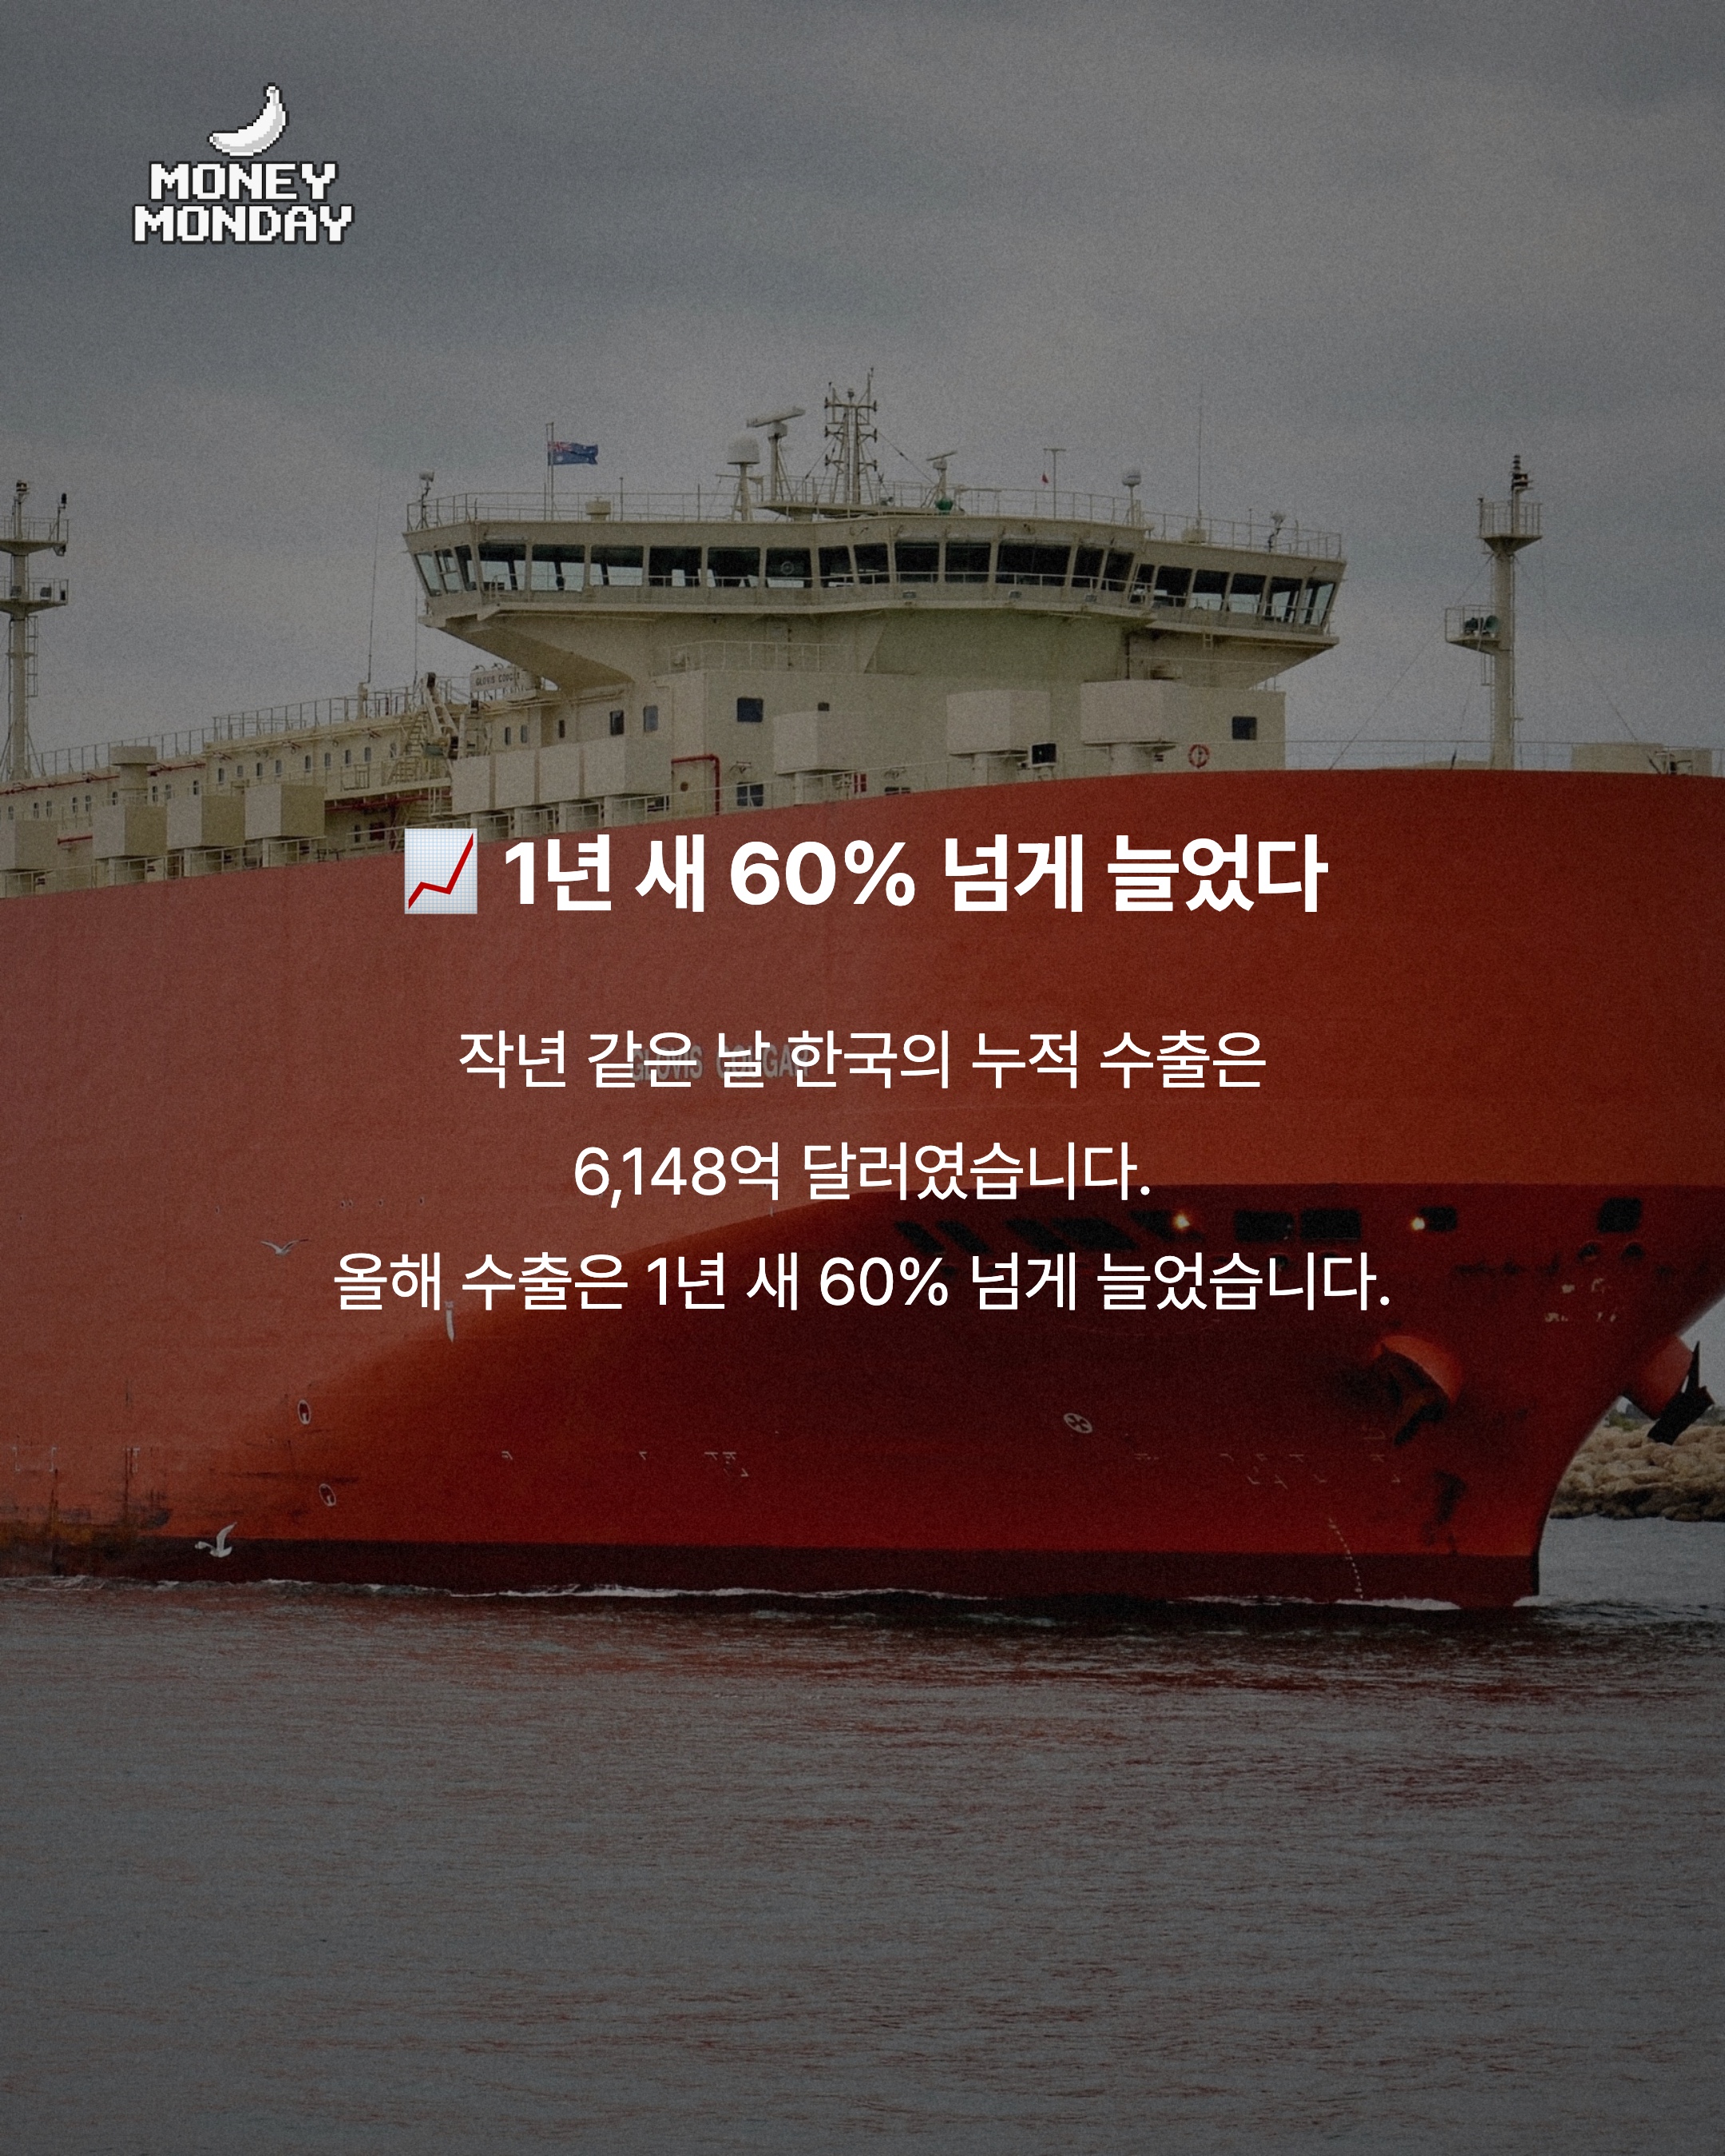 MONEY
MONDAY
GLOVIS COUGAR
📈 1년 새 60% 넘게 늘었다
작년 같은 날 한국의 누적 수출은
6,148억 달러였습니다.
올해 수출은 1년 새 60% 넘게 늘었습니다.